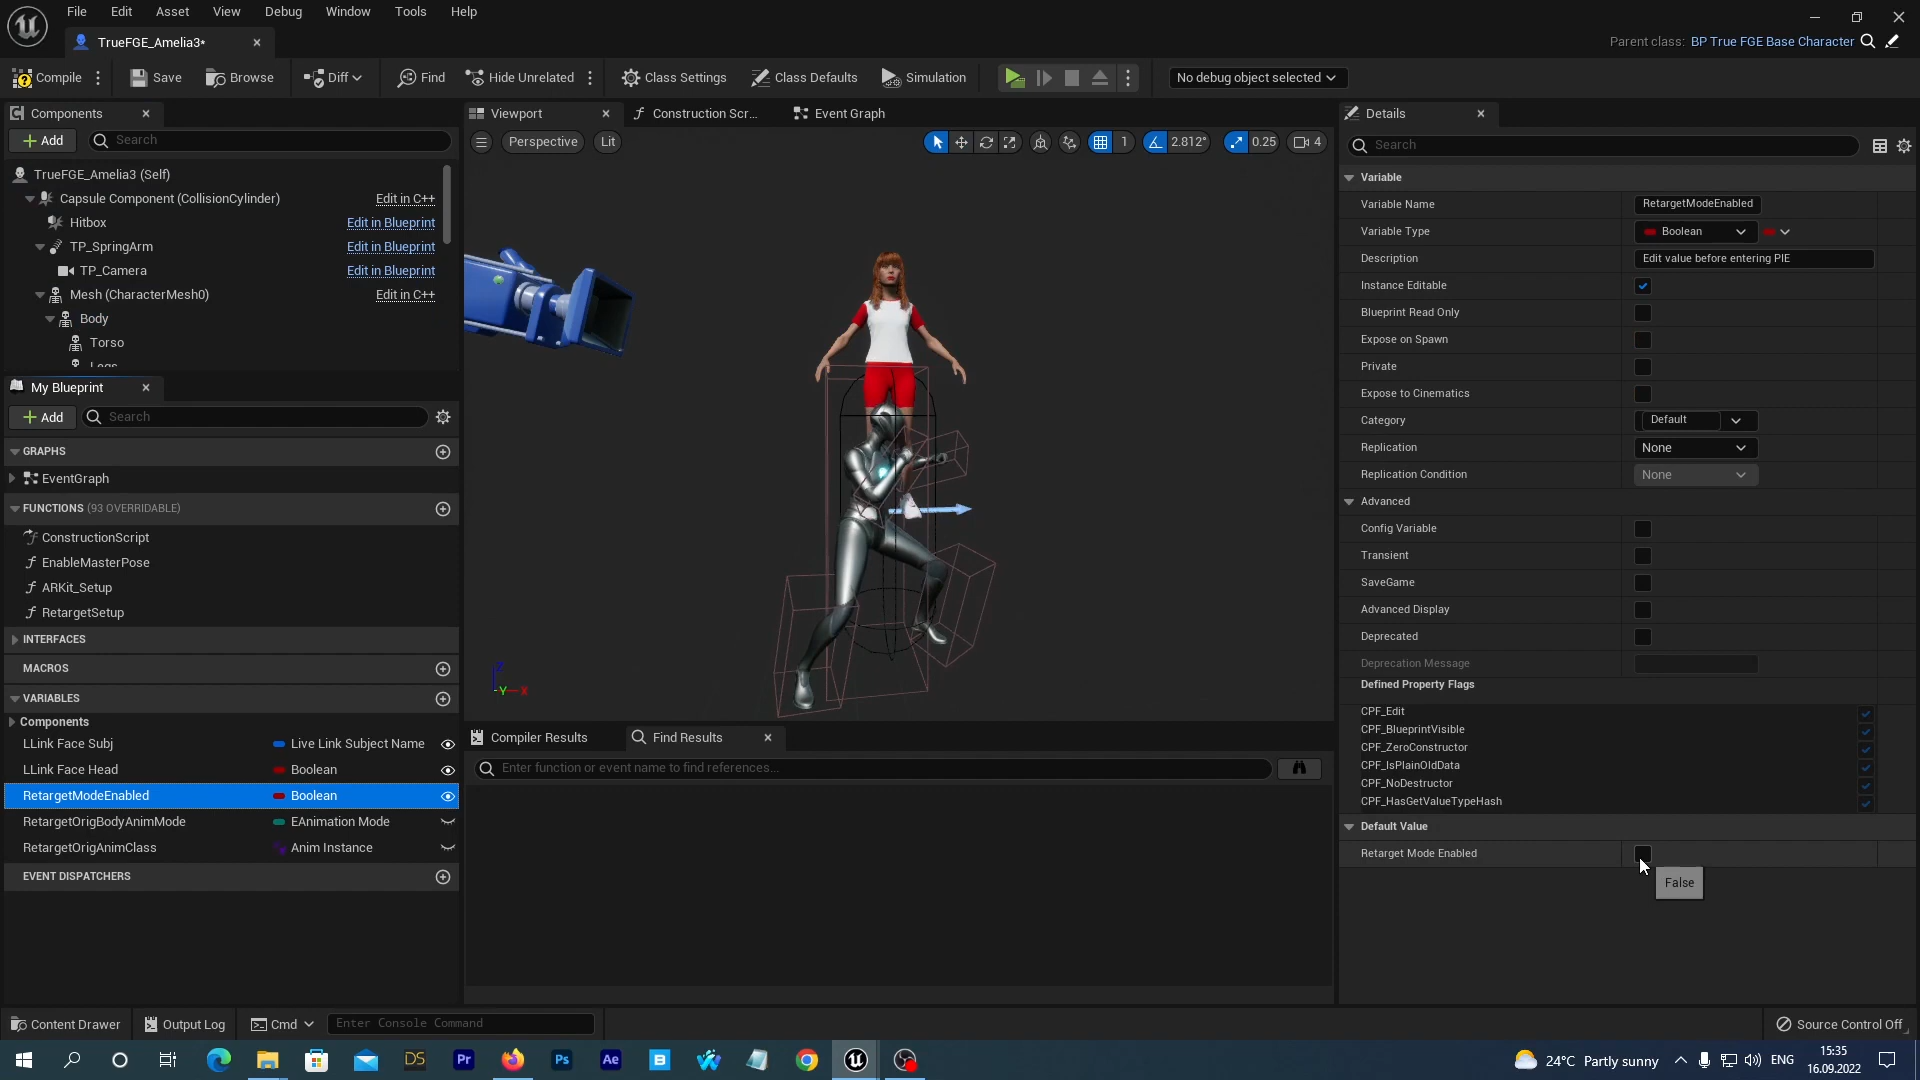 File Edit Asset View Debug Window Tools Help
TrueFGE_Amelia3*
Parent class: BP True FGE Base Character
Compile Save Browse Diff Find Hide Unrelated Class Settings Class Defaults Simulation No debug object selected
Components
Add Search
TrueFGE_Amelia3 (Self)
Capsule Component (CollisionCylinder) Edit in C++
Hitbox Edit in Blueprint
TP_SpringArm Edit in Blueprint
TP_Camera Edit in Blueprint
Mesh (CharacterMesh0) Edit in C++
Body
Torso
Legs
My Blueprint
Add Search
GRAPHS
EventGraph
FUNCTIONS (93 OVERRIDABLE)
ConstructionScript
EnableMasterPose
ARKit_Setup
RetargetSetup
INTERFACES
MACROS
VARIABLES
Components
LLink Face Subj Live Link Subject Name
LLink Face Head Boolean
RetargetModeEnabled Boolean
RetargetOrigBodyAnimMode EAnimation Mode
RetargetOrigAnimClass Anim Instance
EVENT DISPATCHERS
Viewport Construction Scr... Event Graph
Perspective Lit 1 2.812° 0.25 4
Z
Y X
Compiler Results Find Results
Enter function or event name to find references...
Details
Search
Variable
Variable Name RetargetModeEnabled
Variable Type Boolean
Description Edit value before entering PIE
Instance Editable
Blueprint Read Only
Expose on Spawn
Private
Expose to Cinematics
Category Default
Replication None
Replication Condition None
Advanced
Config Variable
Transient
SaveGame
Advanced Display
Deprecated
Deprecation Message
Defined Property Flags
CPF_Edit
CPF_BlueprintVisible
CPF_ZeroConstructor
CPF_IsPlainOldData
CPF_NoDestructor
CPF_HasGetValueTypeHash
Default Value
Retarget Mode Enabled
False
Content Drawer Output Log Cmd Enter Console Command Source Control Off
DS Pr Ps Ae
24°C Partly sunny ENG 15:35
16.09.2022